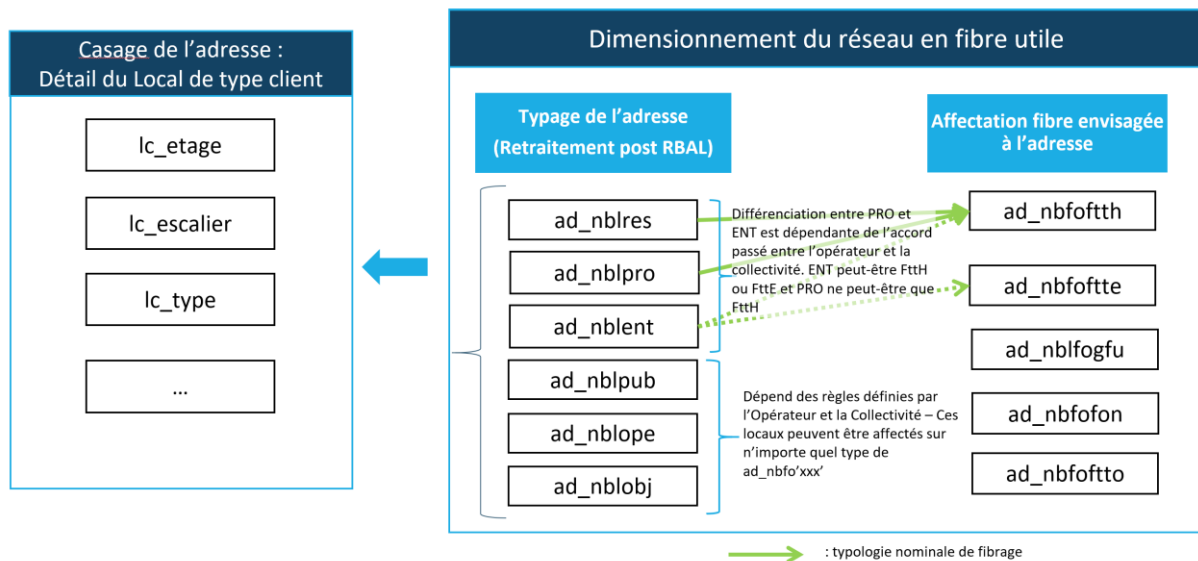 Casage de l’adresse :
Détail du Local de type client
lc_etage
lc_escalier
lc_type
...
Dimensionnement du réseau en fibre utile
Typage de l’adresse
(Retraitement post RBAL)
Affectation fibre envisagée
à l’adresse
ad_nblres
ad_nblpro
ad_nblent
ad_nblpub
ad_nblope
ad_nblobj
Différenciation entre PRO et
ENT est dépendante de l’accord
passé entre l’opérateur et la
collectivité. ENT peut-être FttH
ou FttE et PRO ne peut-être que
FttH
Dépend des règles définies par
l’Opérateur et la Collectivité – Ces
locaux peuvent être affectés sur
n’importe quel type de
ad_nbfo’xxx’
ad_nbfoftth
ad_nbfoftte
ad_nblfogfu
ad_nbfofon
ad_nbfoftto
: typologie nominale de fibrage